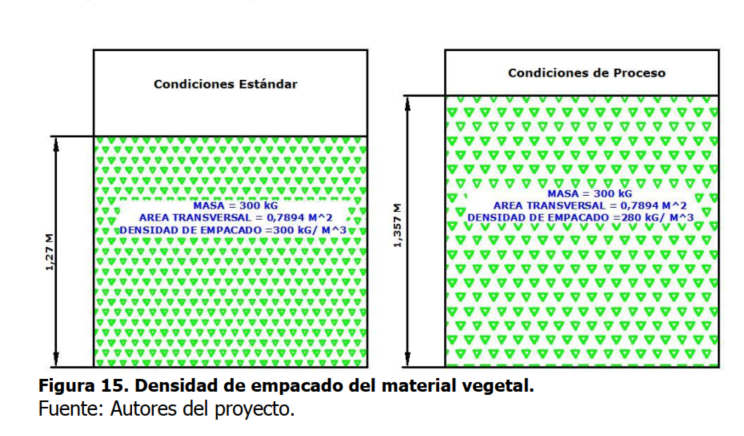 Condiciones Estándar
1,27 M
MASA = 300 kG
AREA TRANSVERSAL = 0,7894 M^2
DENSIDAD DE EMPACADO =300 kG/ M^3
Condiciones de Proceso
1,357 M
MASA = 300 kG
AREA TRANSVERSAL = 0,7894 M^2
DENSIDAD DE EMPACADO =280 kG/ M^3
Figura 15. Densidad de empacado del material vegetal.
Fuente: Autores del proyecto.